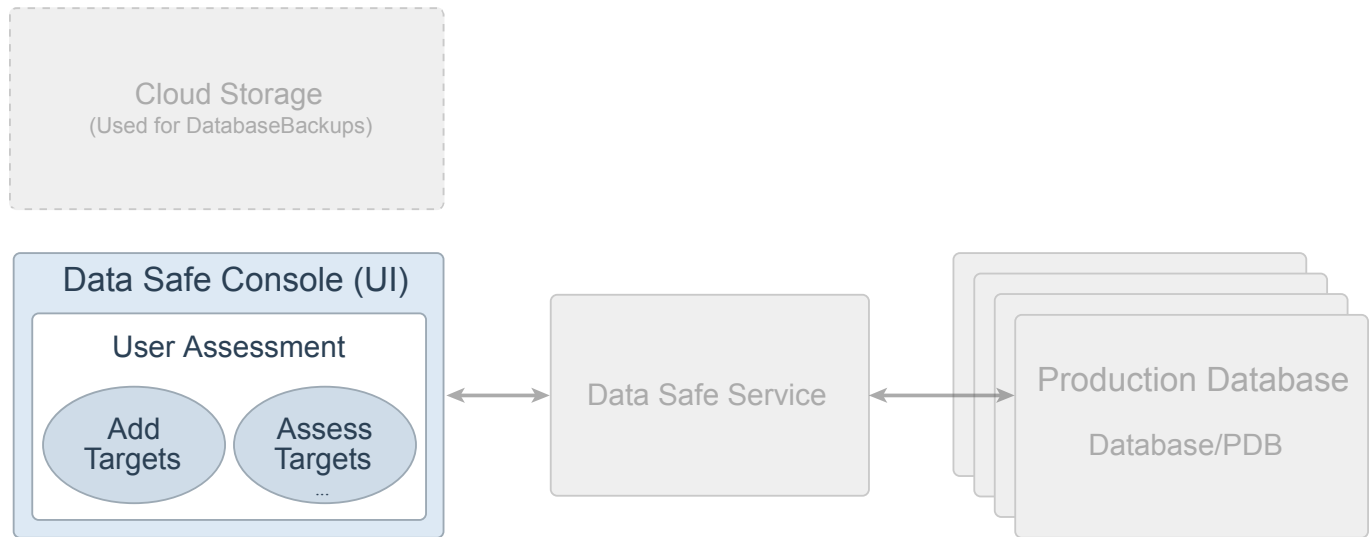 Cloud Storage
(Used for DatabaseBackups)
Data Safe Console (UI)
User Assessment
Add
Targets
Assess
Targets
...
Data Safe Service
Production Database
Database/PDB